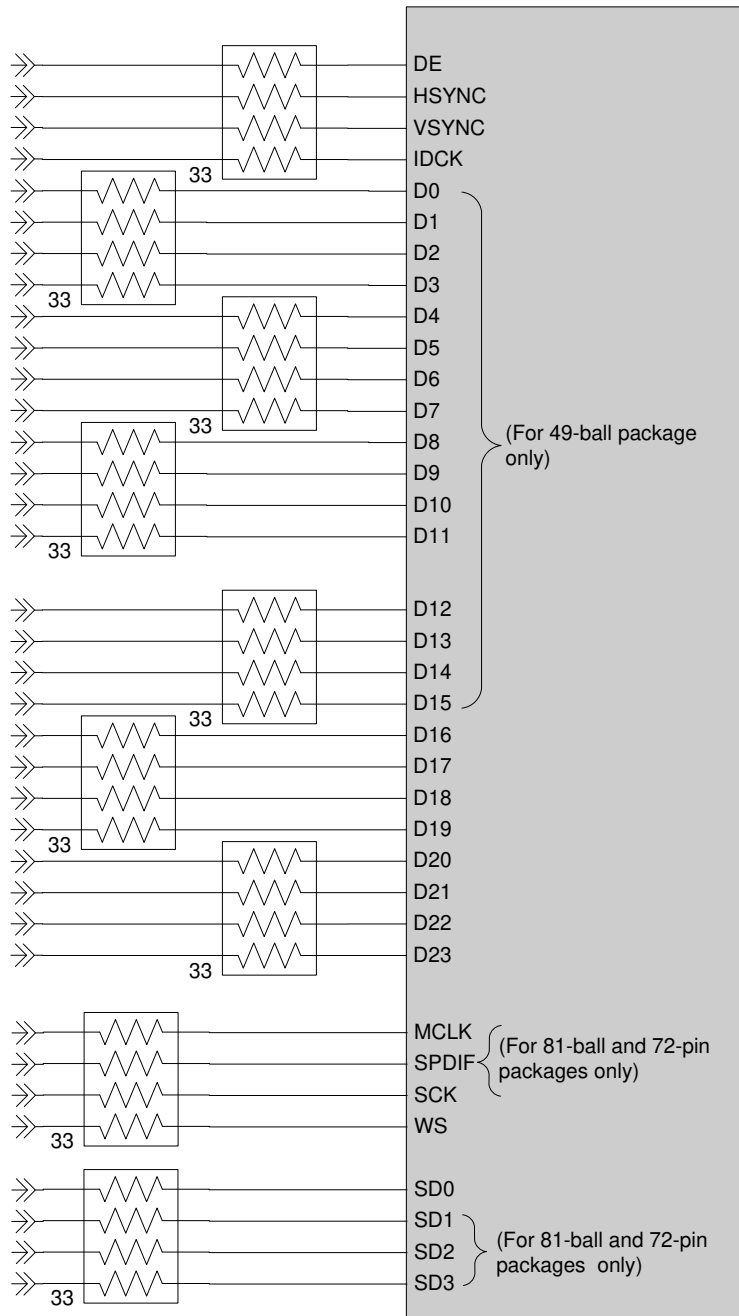 DE
HSYNC
VSYNC
IDCK
33
D0
D1
D2
D3
33
D4
D5
D6
D7
33
(For 49-ball package
only)
D8
D9
D10
D11
33
D12
D13
D14
D15
33
D16
D17
D18
D19
33
D20
D21
D22
D23
33
MCLK
SPDIF
SCK
(For 81-ball and 72-pin
packages only)
WS
33
SD0
SD1
SD2
SD3
(For 81-ball and 72-pin
packages only)
33